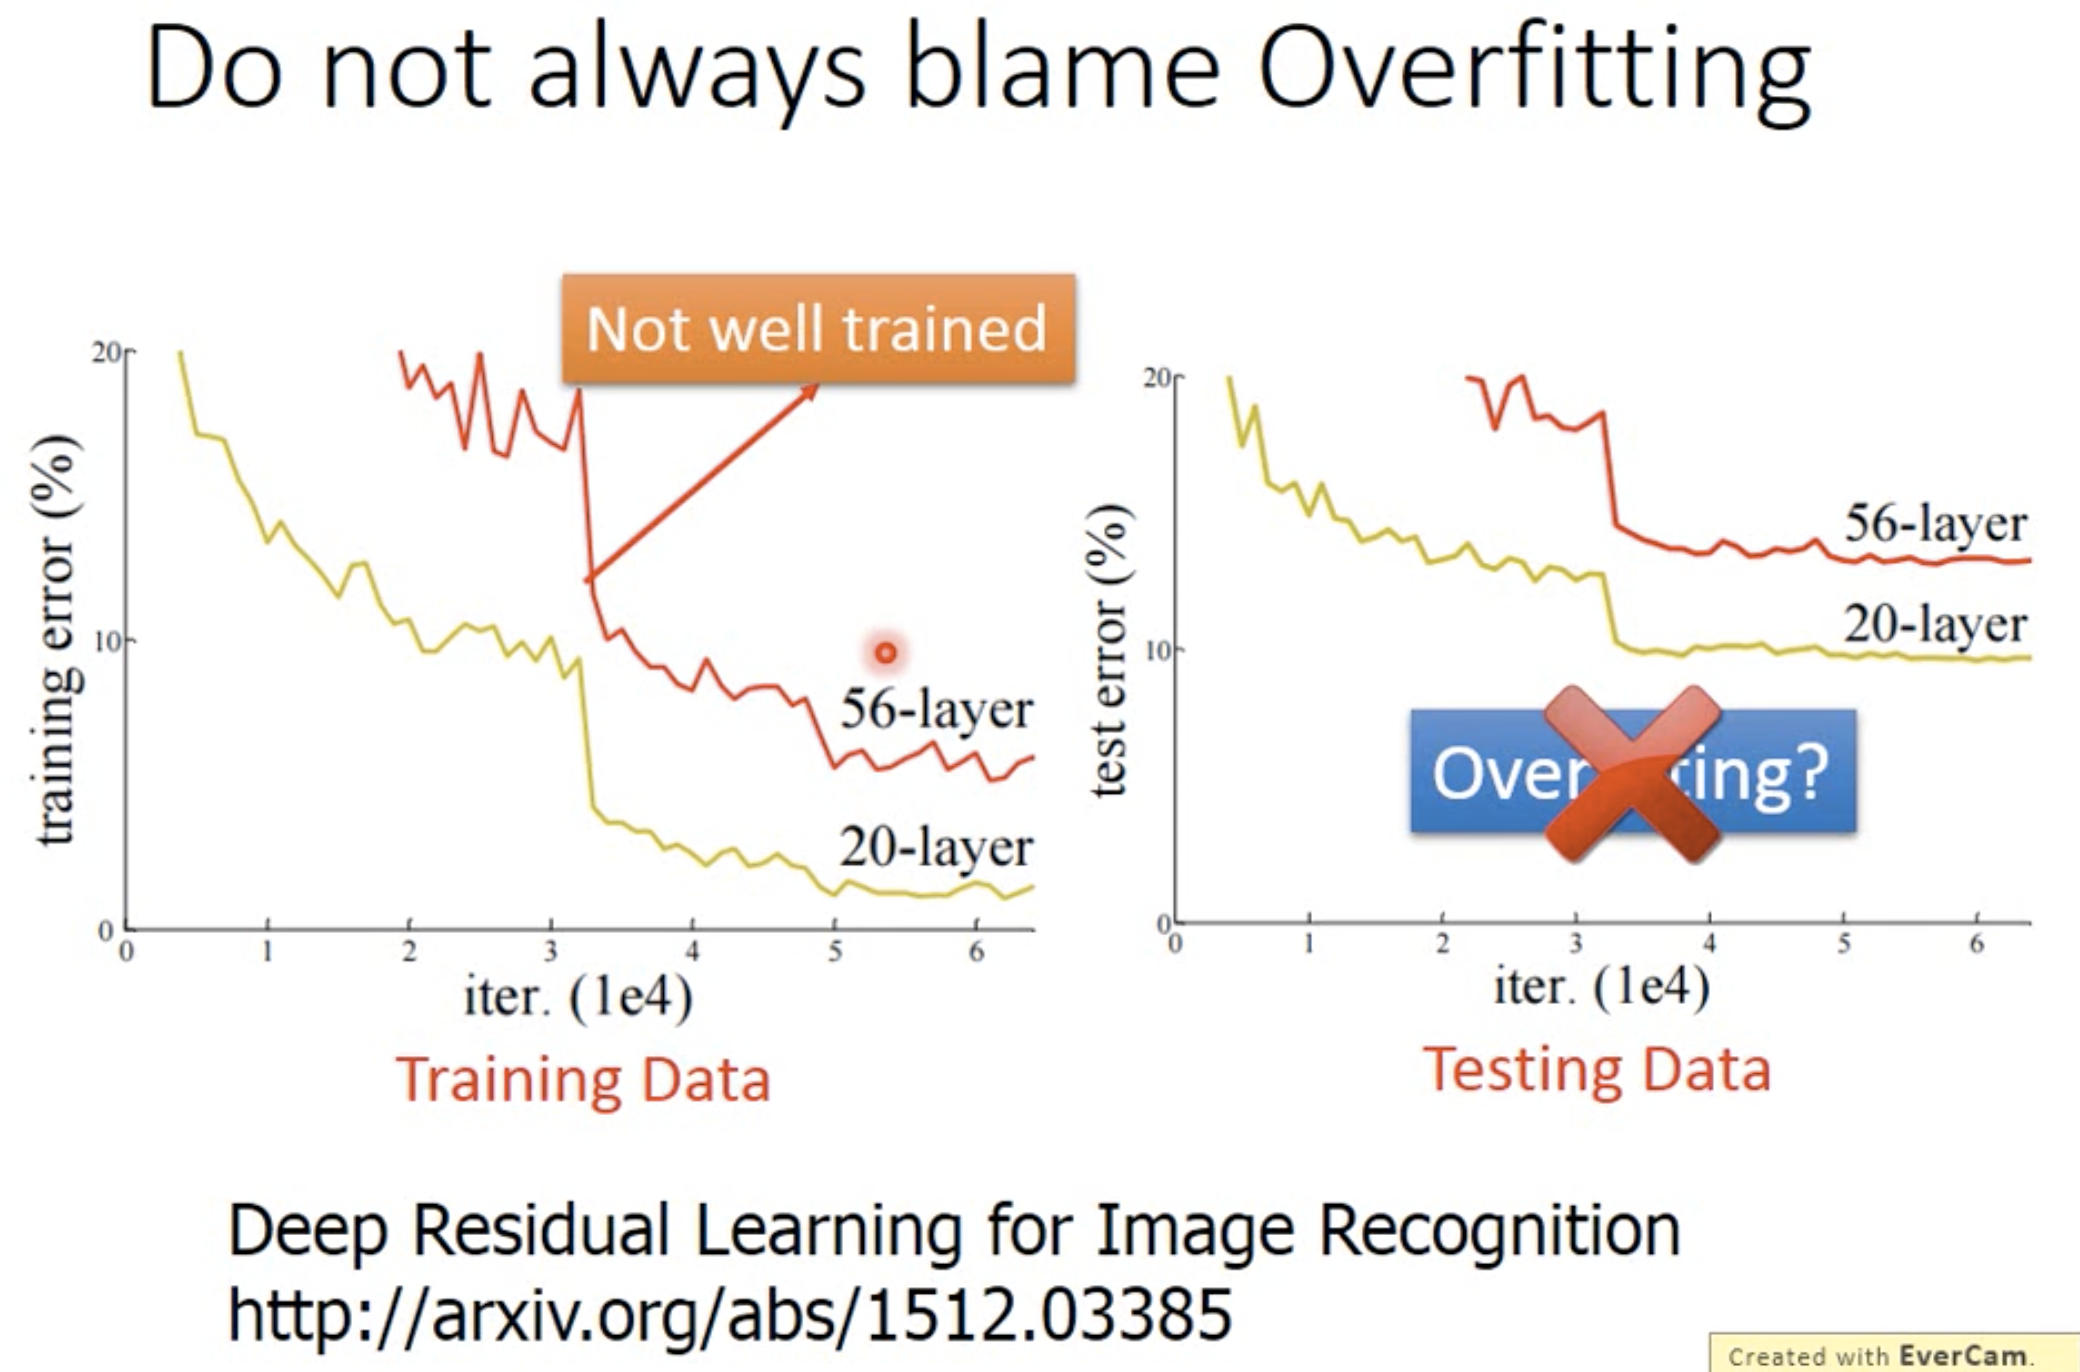 Do not always blame Overfitting
Not well trained
20
10
0
training error (%)
56-layer
20-layer
0 1 2 3 4 5 6
iter. (1e4)
Training Data
20
10
0
test error (%)
56-layer
20-layer
0 1 2 3 4 5 6
iter. (1e4)
Testing Data
Deep Residual Learning for Image Recognition
http://arxiv.org/abs/1512.03385
Created with EverCam.